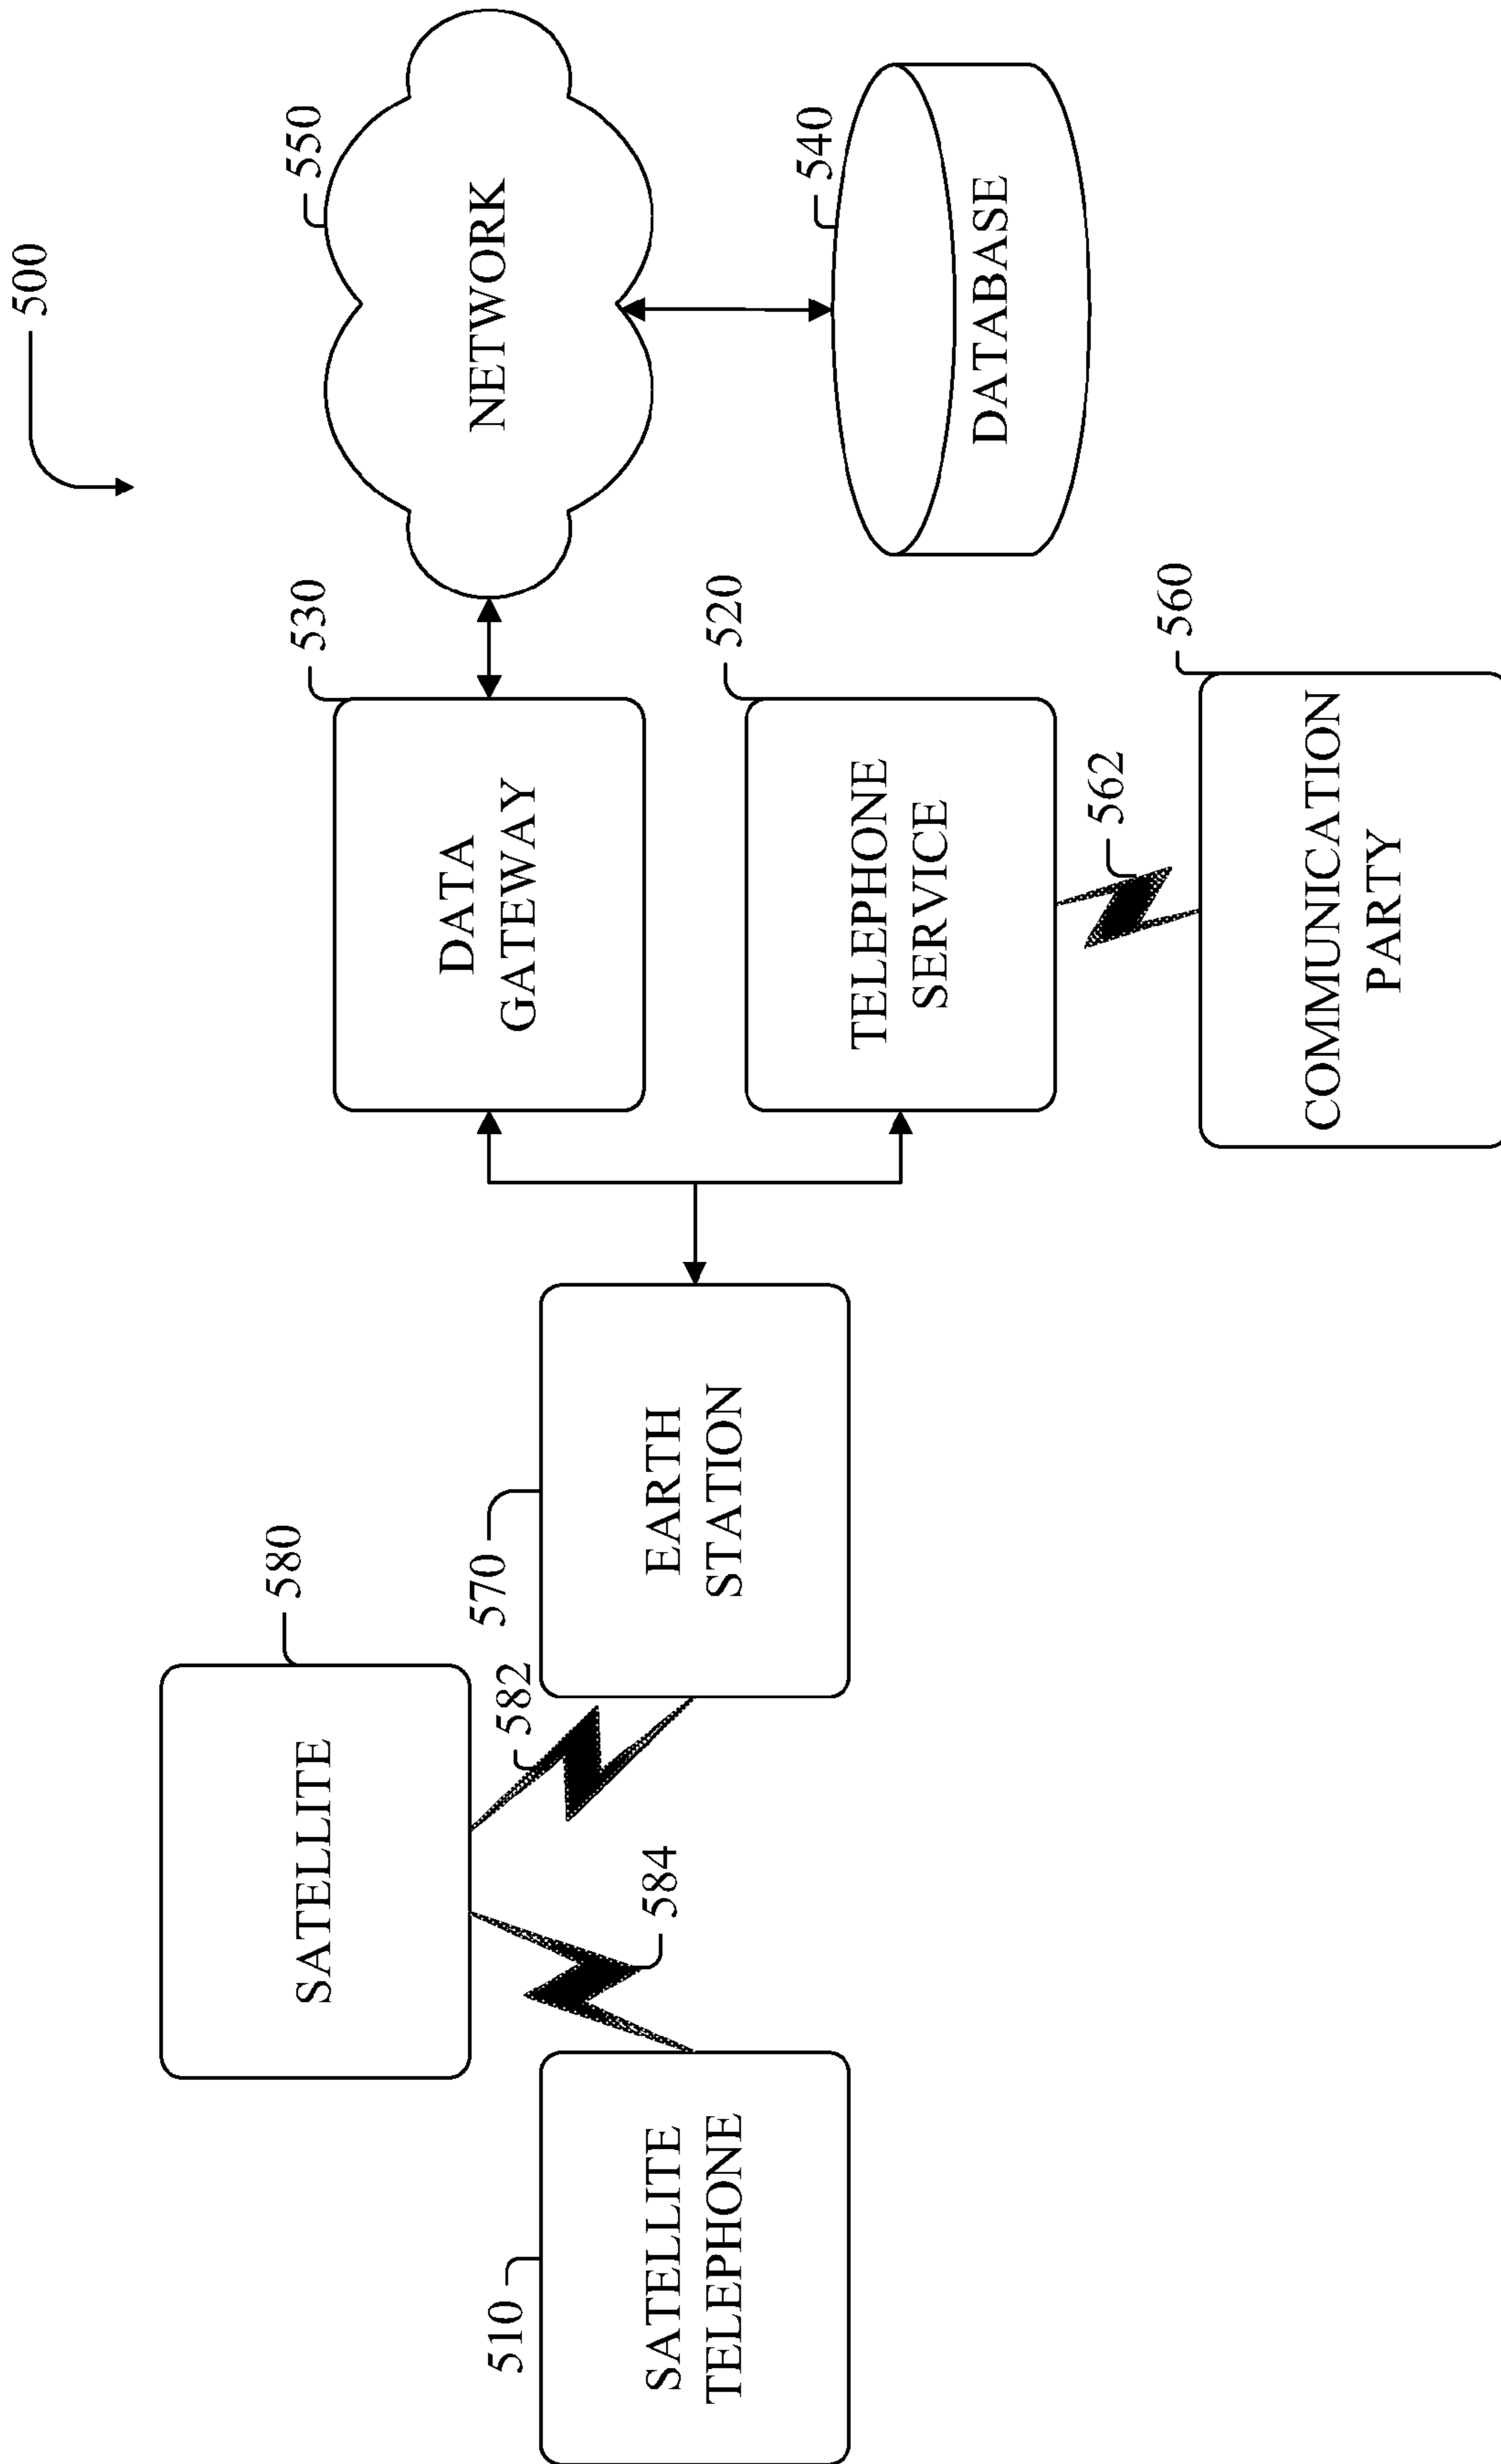 500
SATELLITE
580
530
550
DATA
GATEWAY
NETWORK
582
570
510
584
SATELLITE
TELEPHONE
EARTH
STATION
520
540
TELEPHONE
SERVICE
DATABASE
562
560
COMMUNICATION
PARTY